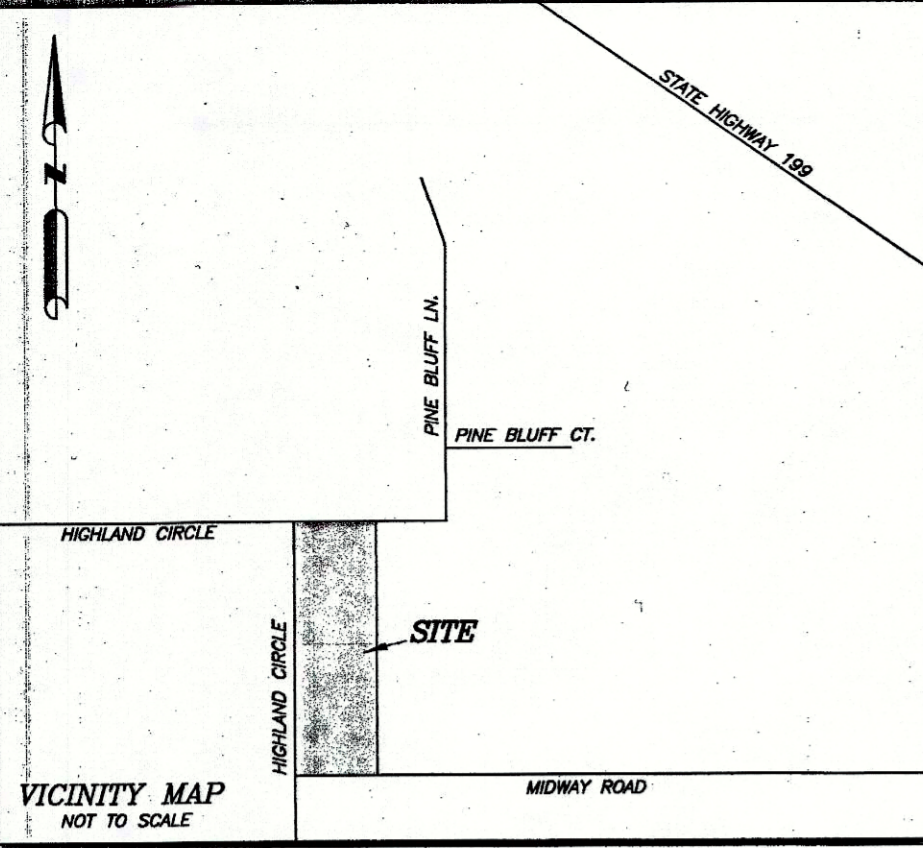 STATE HIGHWAY 199
N
PINE BLUFF LN.
PINE BLUFF CT.
HIGHLAND CIRCLE
HIGHLAND CIRCLE
SITE
MIDWAY ROAD
VICINITY MAP
NOT TO SCALE